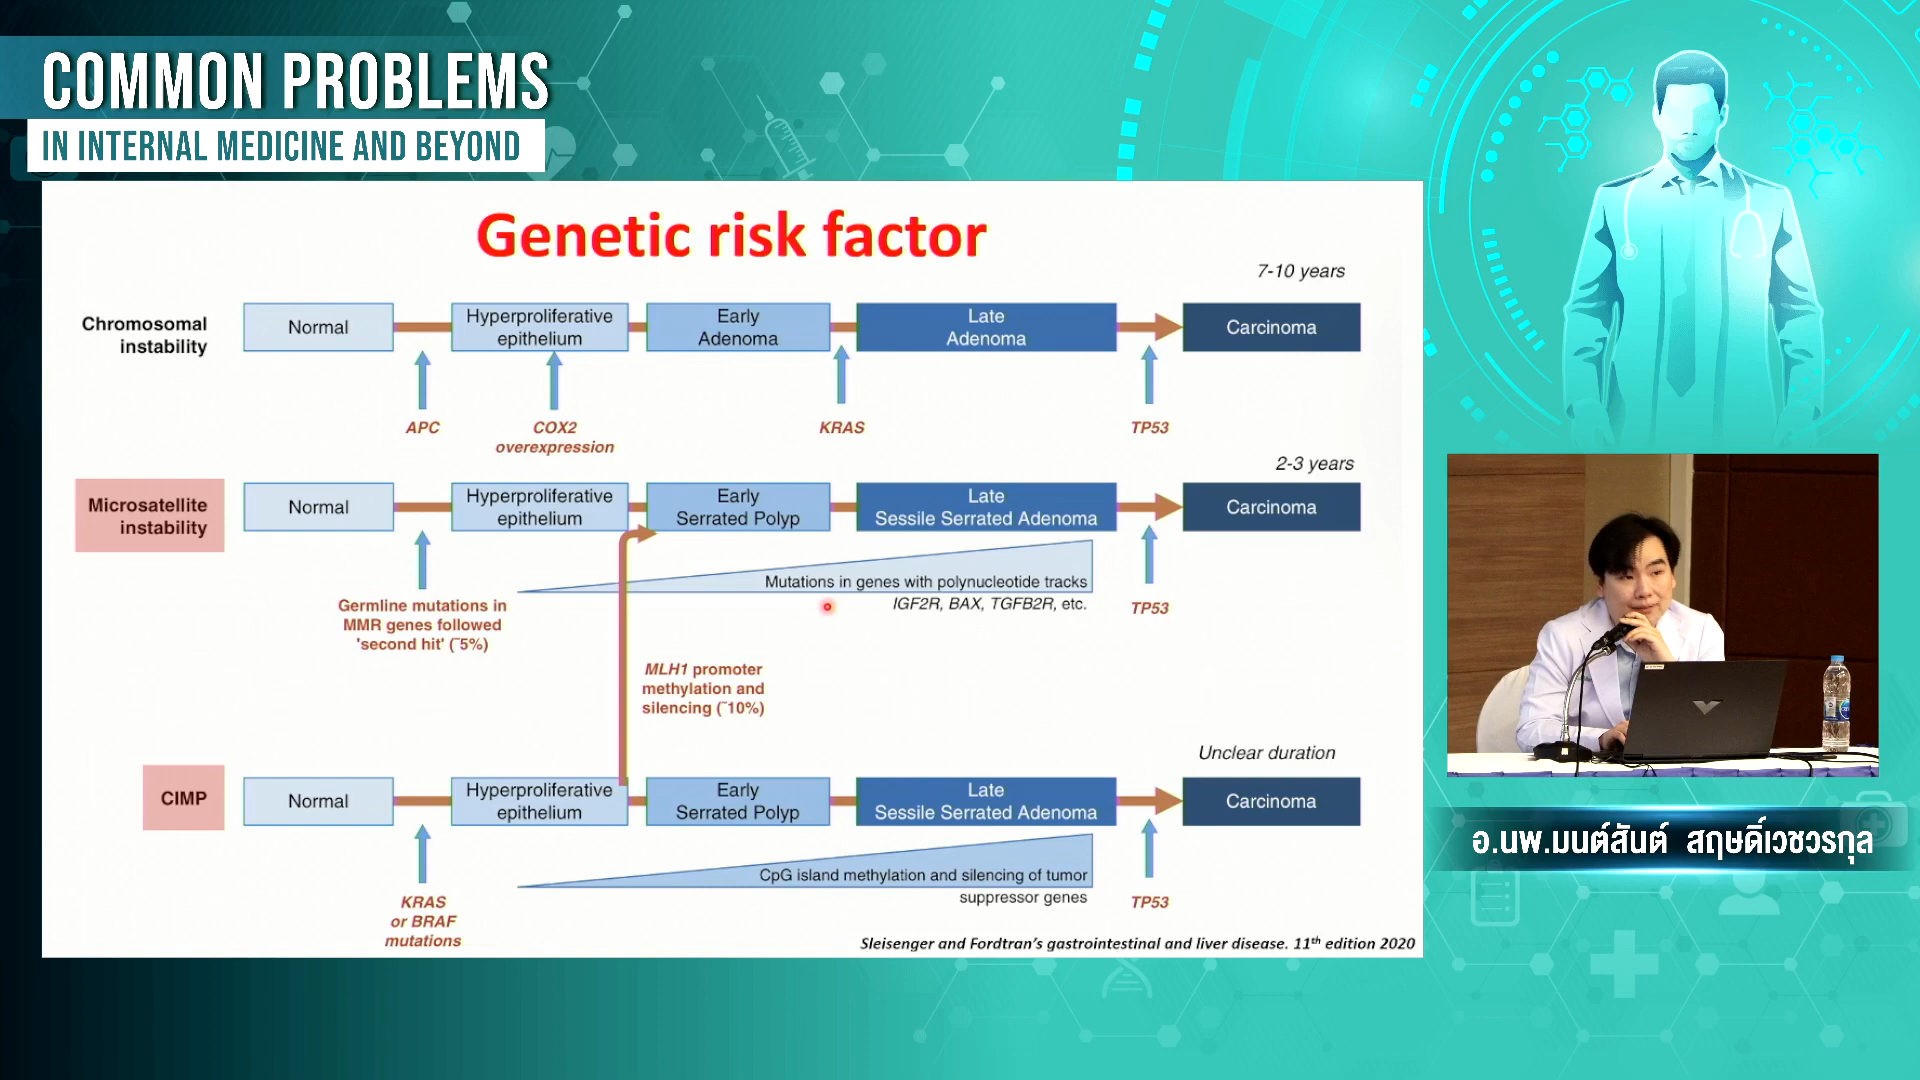 COMMON PROBLEMS
IN INTERNAL MEDICINE AND BEYOND
Genetic risk factor
7-10 years
Chromosomal
instability
Normal
Hyperproliferative
epithelium
Early
Adenoma
Late
Adenoma
Carcinoma
APC
COX2
overexpression
KRAS
TP53
2-3 years
Microsatellite
instability
Normal
Hyperproliferative
epithelium
Early
Serrated Polyp
Late
Sessile Serrated Adenoma
Carcinoma
Mutations in genes with polynucleotide tracks
IGF2R, BAX, TGFB2R, etc.
Germline mutations in
MMR genes followed
'second hit' (~5%)
TP53
MLH1 promoter
methylation and
silencing (~10%)
Unclear duration
CIMP
Normal
Hyperproliferative
epithelium
Early
Serrated Polyp
Late
Sessile Serrated Adenoma
Carcinoma
CpG island methylation and silencing of tumor
suppressor genes
KRAS
or BRAF
mutations
TP53
Sleisenger and Fordtran's gastrointestinal and liver disease. 11th edition 2020
อ.นพ.มนต์สันต์ สฤษดิ์เวชวรกุล